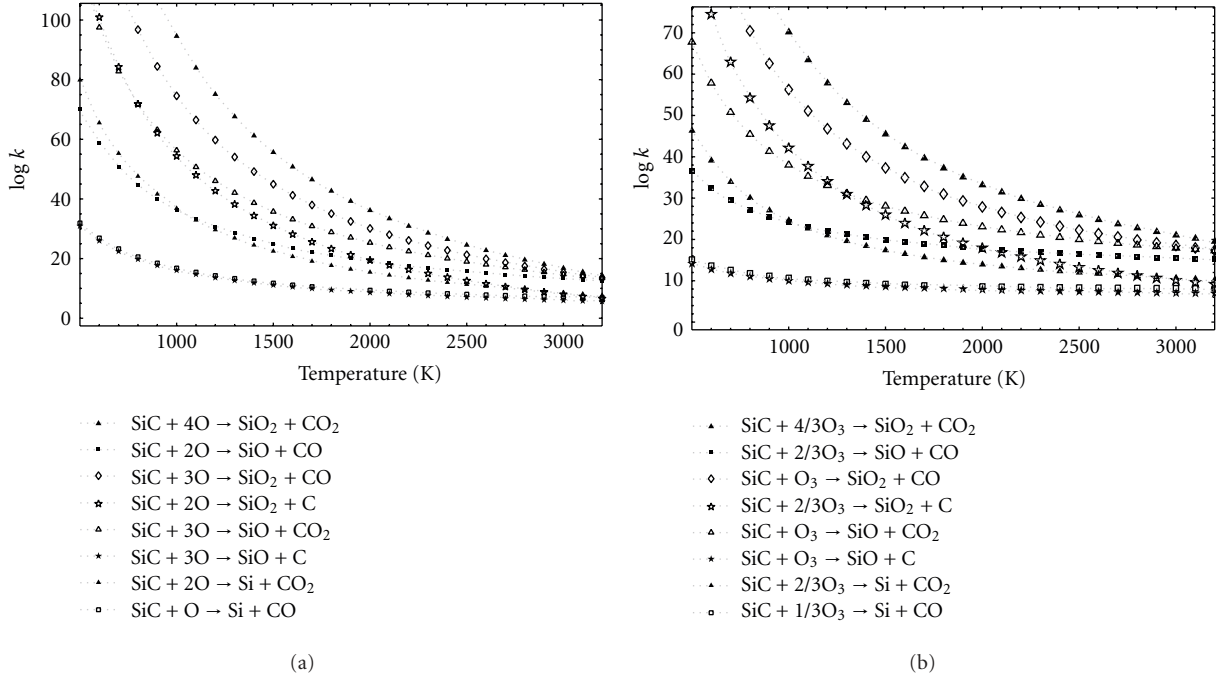 100
80
60
40
20
0
log k
1000
1500
2000
2500
3000
Temperature (K)
SiC + 4O → SiO₂ + CO₂
SiC + 2O → SiO + CO
SiC + 3O → SiO₂ + CO
SiC + 2O → SiO₂ + C
SiC + 3O → SiO + CO₂
SiC + 3O → SiO + C
SiC + 2O → Si + CO₂
SiC + O → Si + CO
(a)
70
60
50
40
30
20
10
0
log k
1000
1500
2000
2500
3000
Temperature (K)
SiC + 4/3O₃ → SiO₂ + CO₂
SiC + 2/3O₃ → SiO + CO
SiC + O₃ → SiO₂ + CO
SiC + 2/3O₃ → SiO₂ + C
SiC + O₃ → SiO + CO₂
SiC + O₃ → SiO + C
SiC + 2/3O₃ → Si + CO₂
SiC + 1/3O₃ → Si + CO
(b)